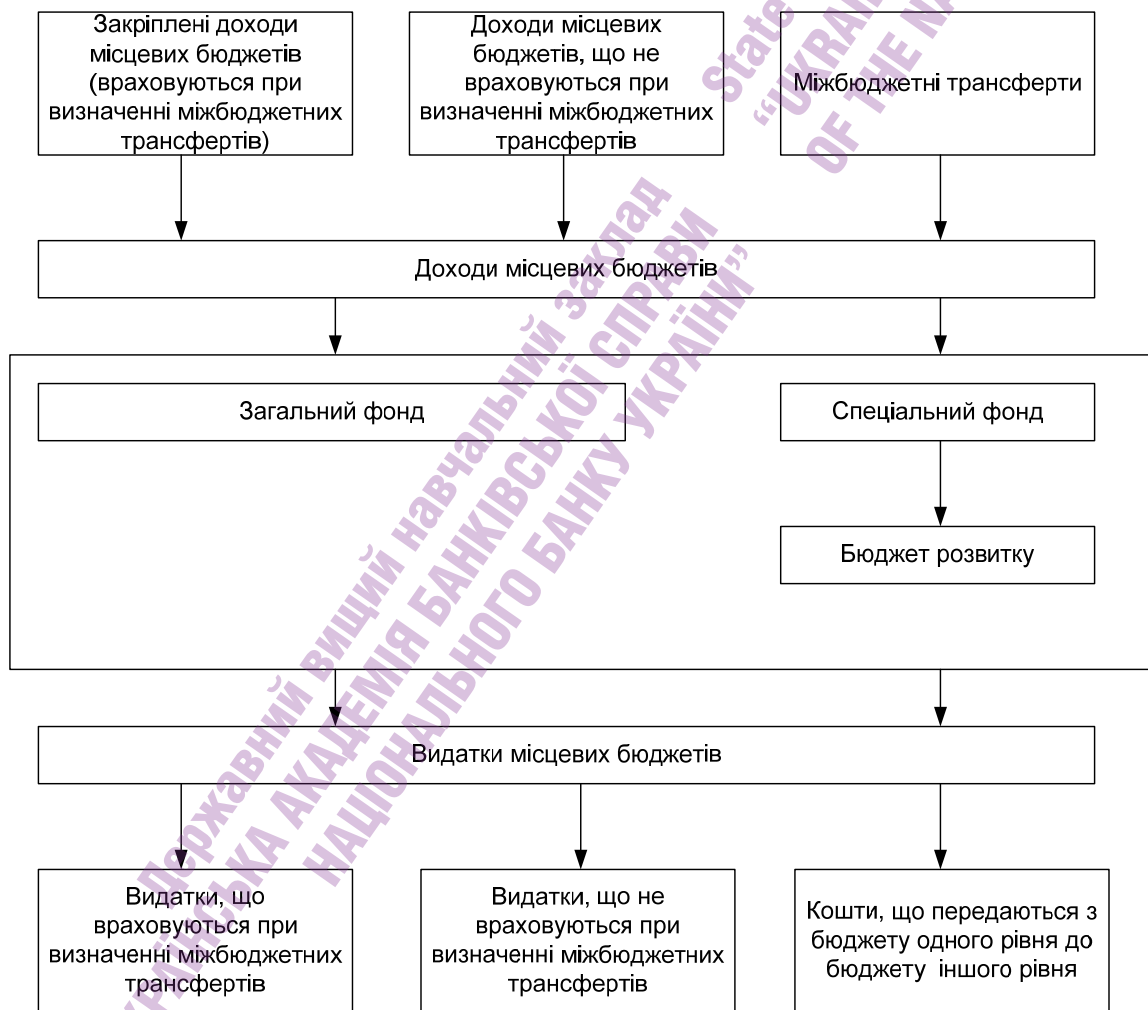 Закріплені доходи
місцевих бюджетів
(враховуються при
визначенні міжбюджетних
трансфертів)
Доходи місцевих
бюджетів, що не
враховуються при
визначенні міжбюджетних
трансфертів
Міжбюджетні трансферти
Доходи місцевих бюджетів
Загальний фонд
Спеціальний фонд
Бюджет розвитку
Видатки місцевих бюджетів
Видатки, що
враховуються при
визначенні міжбюджетних
трансфертів
Видатки, що не
враховуються при
визначенні міжбюджетних
трансфертів
Кошти, що передаються з
бюджету одного рівня до
бюджету іншого рівня
Державний вищий навчальний заклад
АКАДЕМІЯ БАНКІВСЬКОЇ СПРАВИ
НАЦІОНАЛЬНОГО БАНКУ УКРАЇНИ”
State
OF THE